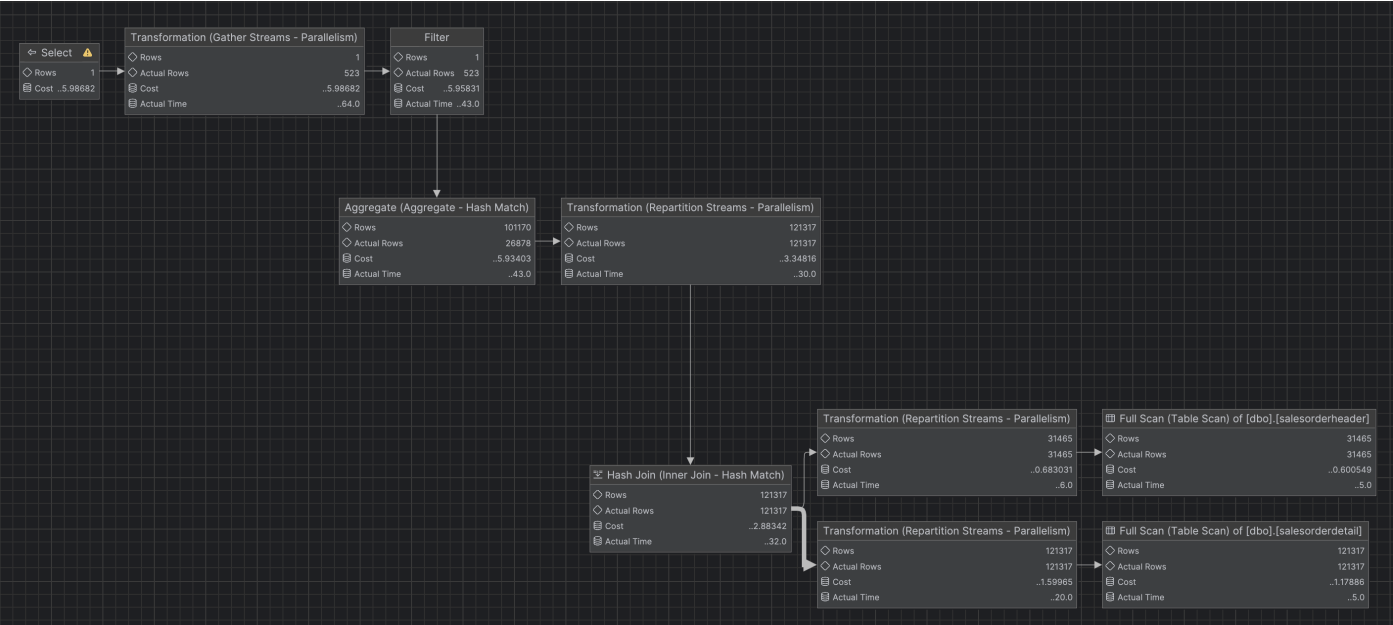 Select
Rows 1
Cost ..5.98682
Transformation (Gather Streams - Parallelism)
Rows 1
Actual Rows 523
Cost ..5.98682
Actual Time ..64.0
Filter
Rows 1
Actual Rows 523
Cost ..5.95831
Actual Time ..43.0
Aggregate (Aggregate - Hash Match)
Rows 101170
Actual Rows 26878
Cost ..5.93403
Actual Time ..43.0
Transformation (Repartition Streams - Parallelism)
Rows 121317
Actual Rows 121317
Cost ..3.34816
Actual Time ..30.0
Hash Join (Inner Join - Hash Match)
Rows 121317
Actual Rows 121317
Cost ..2.88342
Actual Time ..32.0
Transformation (Repartition Streams - Parallelism)
Rows 31465
Actual Rows 31465
Cost ..0.683031
Actual Time ..6.0
Full Scan (Table Scan) of [dbo].[salesorderheader]
Rows 31465
Actual Rows 31465
Cost ..0.600549
Actual Time ..5.0
Transformation (Repartition Streams - Parallelism)
Rows 121317
Actual Rows 121317
Cost ..1.59965
Actual Time ..20.0
Full Scan (Table Scan) of [dbo].[salesorderdetail]
Rows 121317
Actual Rows 121317
Cost ..1.17886
Actual Time ..5.0